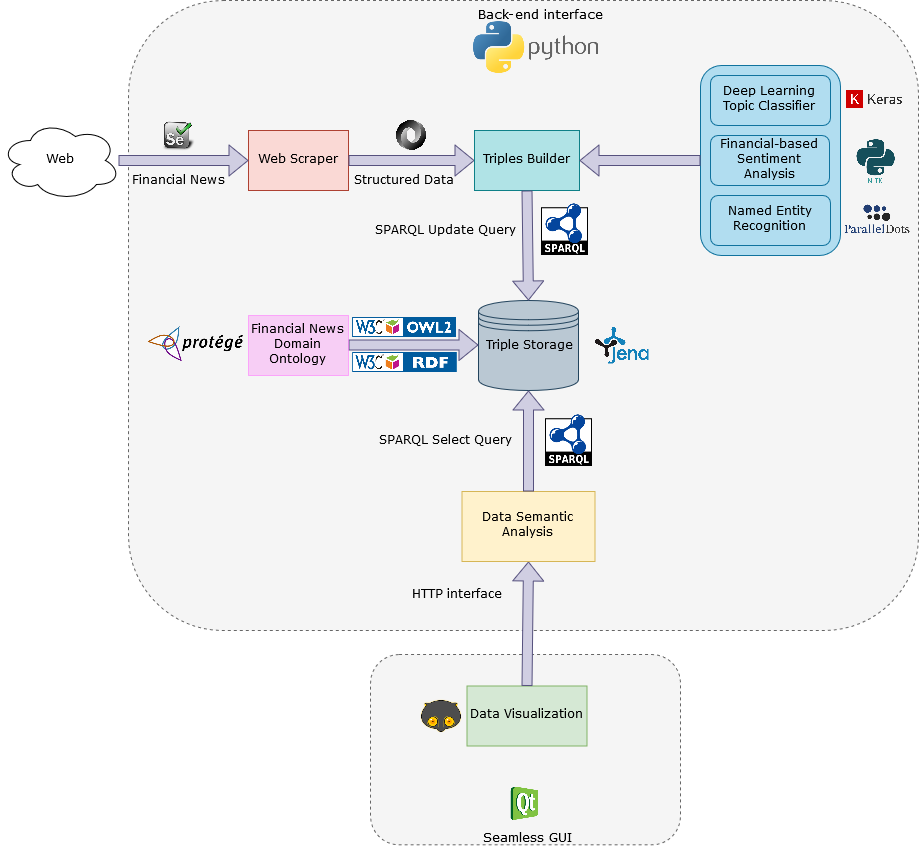 Back-end interface
python
Deep Learning
Topic Classifier
K Keras
Web
Se
Financial News
Web Scraper
Structured Data
Triples Builder
Financial-based
Sentiment
Analysis
NLTK
Named Entity
Recognition
ParallelDots
SPARQL Update Query
SPARQL
protégé
Financial News
Domain
Ontology
W3C OWL2
W3C RDF
Triple Storage
Jena
SPARQL Select Query
SPARQL
Data Semantic
Analysis
HTTP interface
Data Visualization
Qt
Seamless GUI